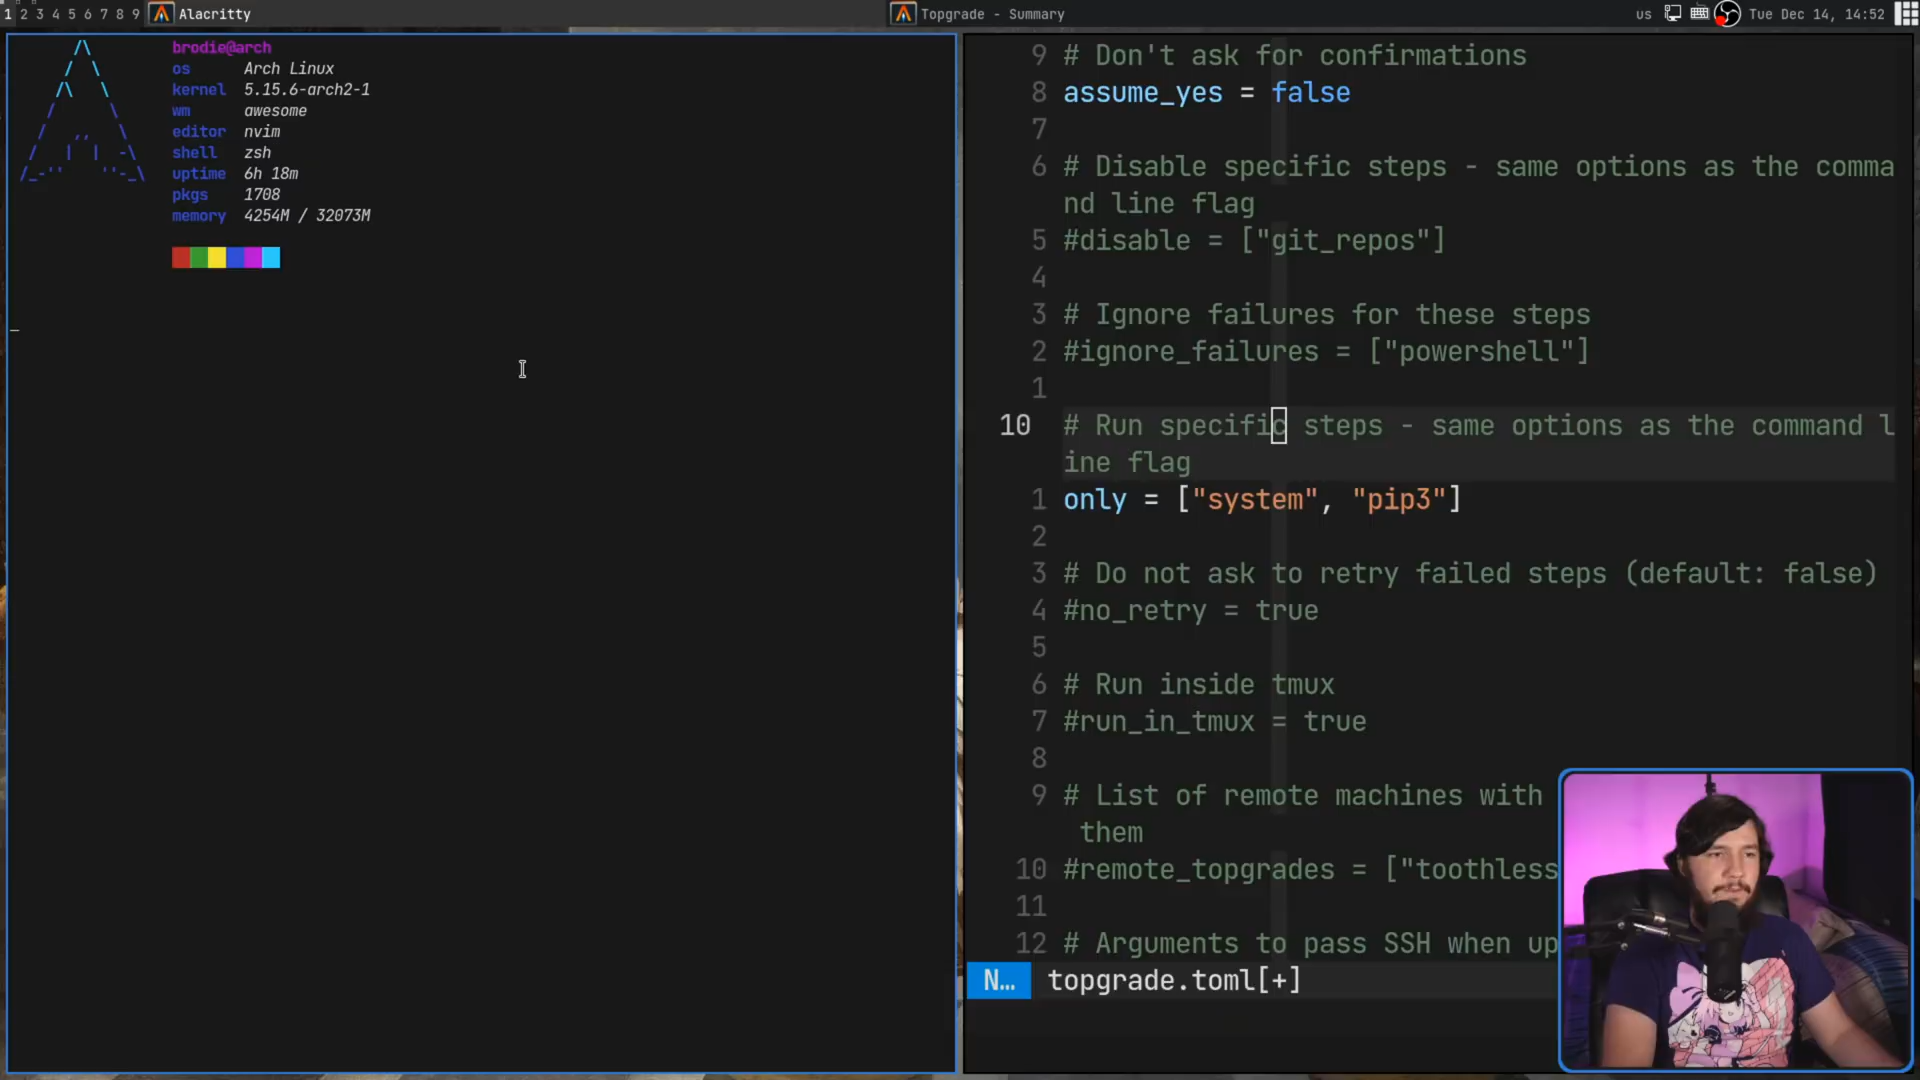 1 2 3 4 5 6 7 8 9 Alacritty
Topgrade - Summary
us Tue Dec 14, 14:52
brodie@arch
os Arch Linux
kernel 5.15.6-arch2-1
wm awesome
editor nvim
shell zsh
uptime 6h 18m
pkgs 1708
memory 4254M / 32073M
9 # Don't ask for confirmations
8 assume_yes = false
7
6 # Disable specific steps - same options as the comma
nd line flag
5 #disable = ["git_repos"]
4
3 # Ignore failures for these steps
2 #ignore_failures = ["powershell"]
1
10 # Run specific steps - same options as the command l
ine flag
1 only = ["system", "pip3"]
2
3 # Do not ask to retry failed steps (default: false)
4 #no_retry = true
5
6 # Run inside tmux
7 #run_in_tmux = true
8
9 # List of remote machines with
them
10 #remote_topgrades = ["toothless
11
12 # Arguments to pass SSH when up
N... topgrade.toml[+]